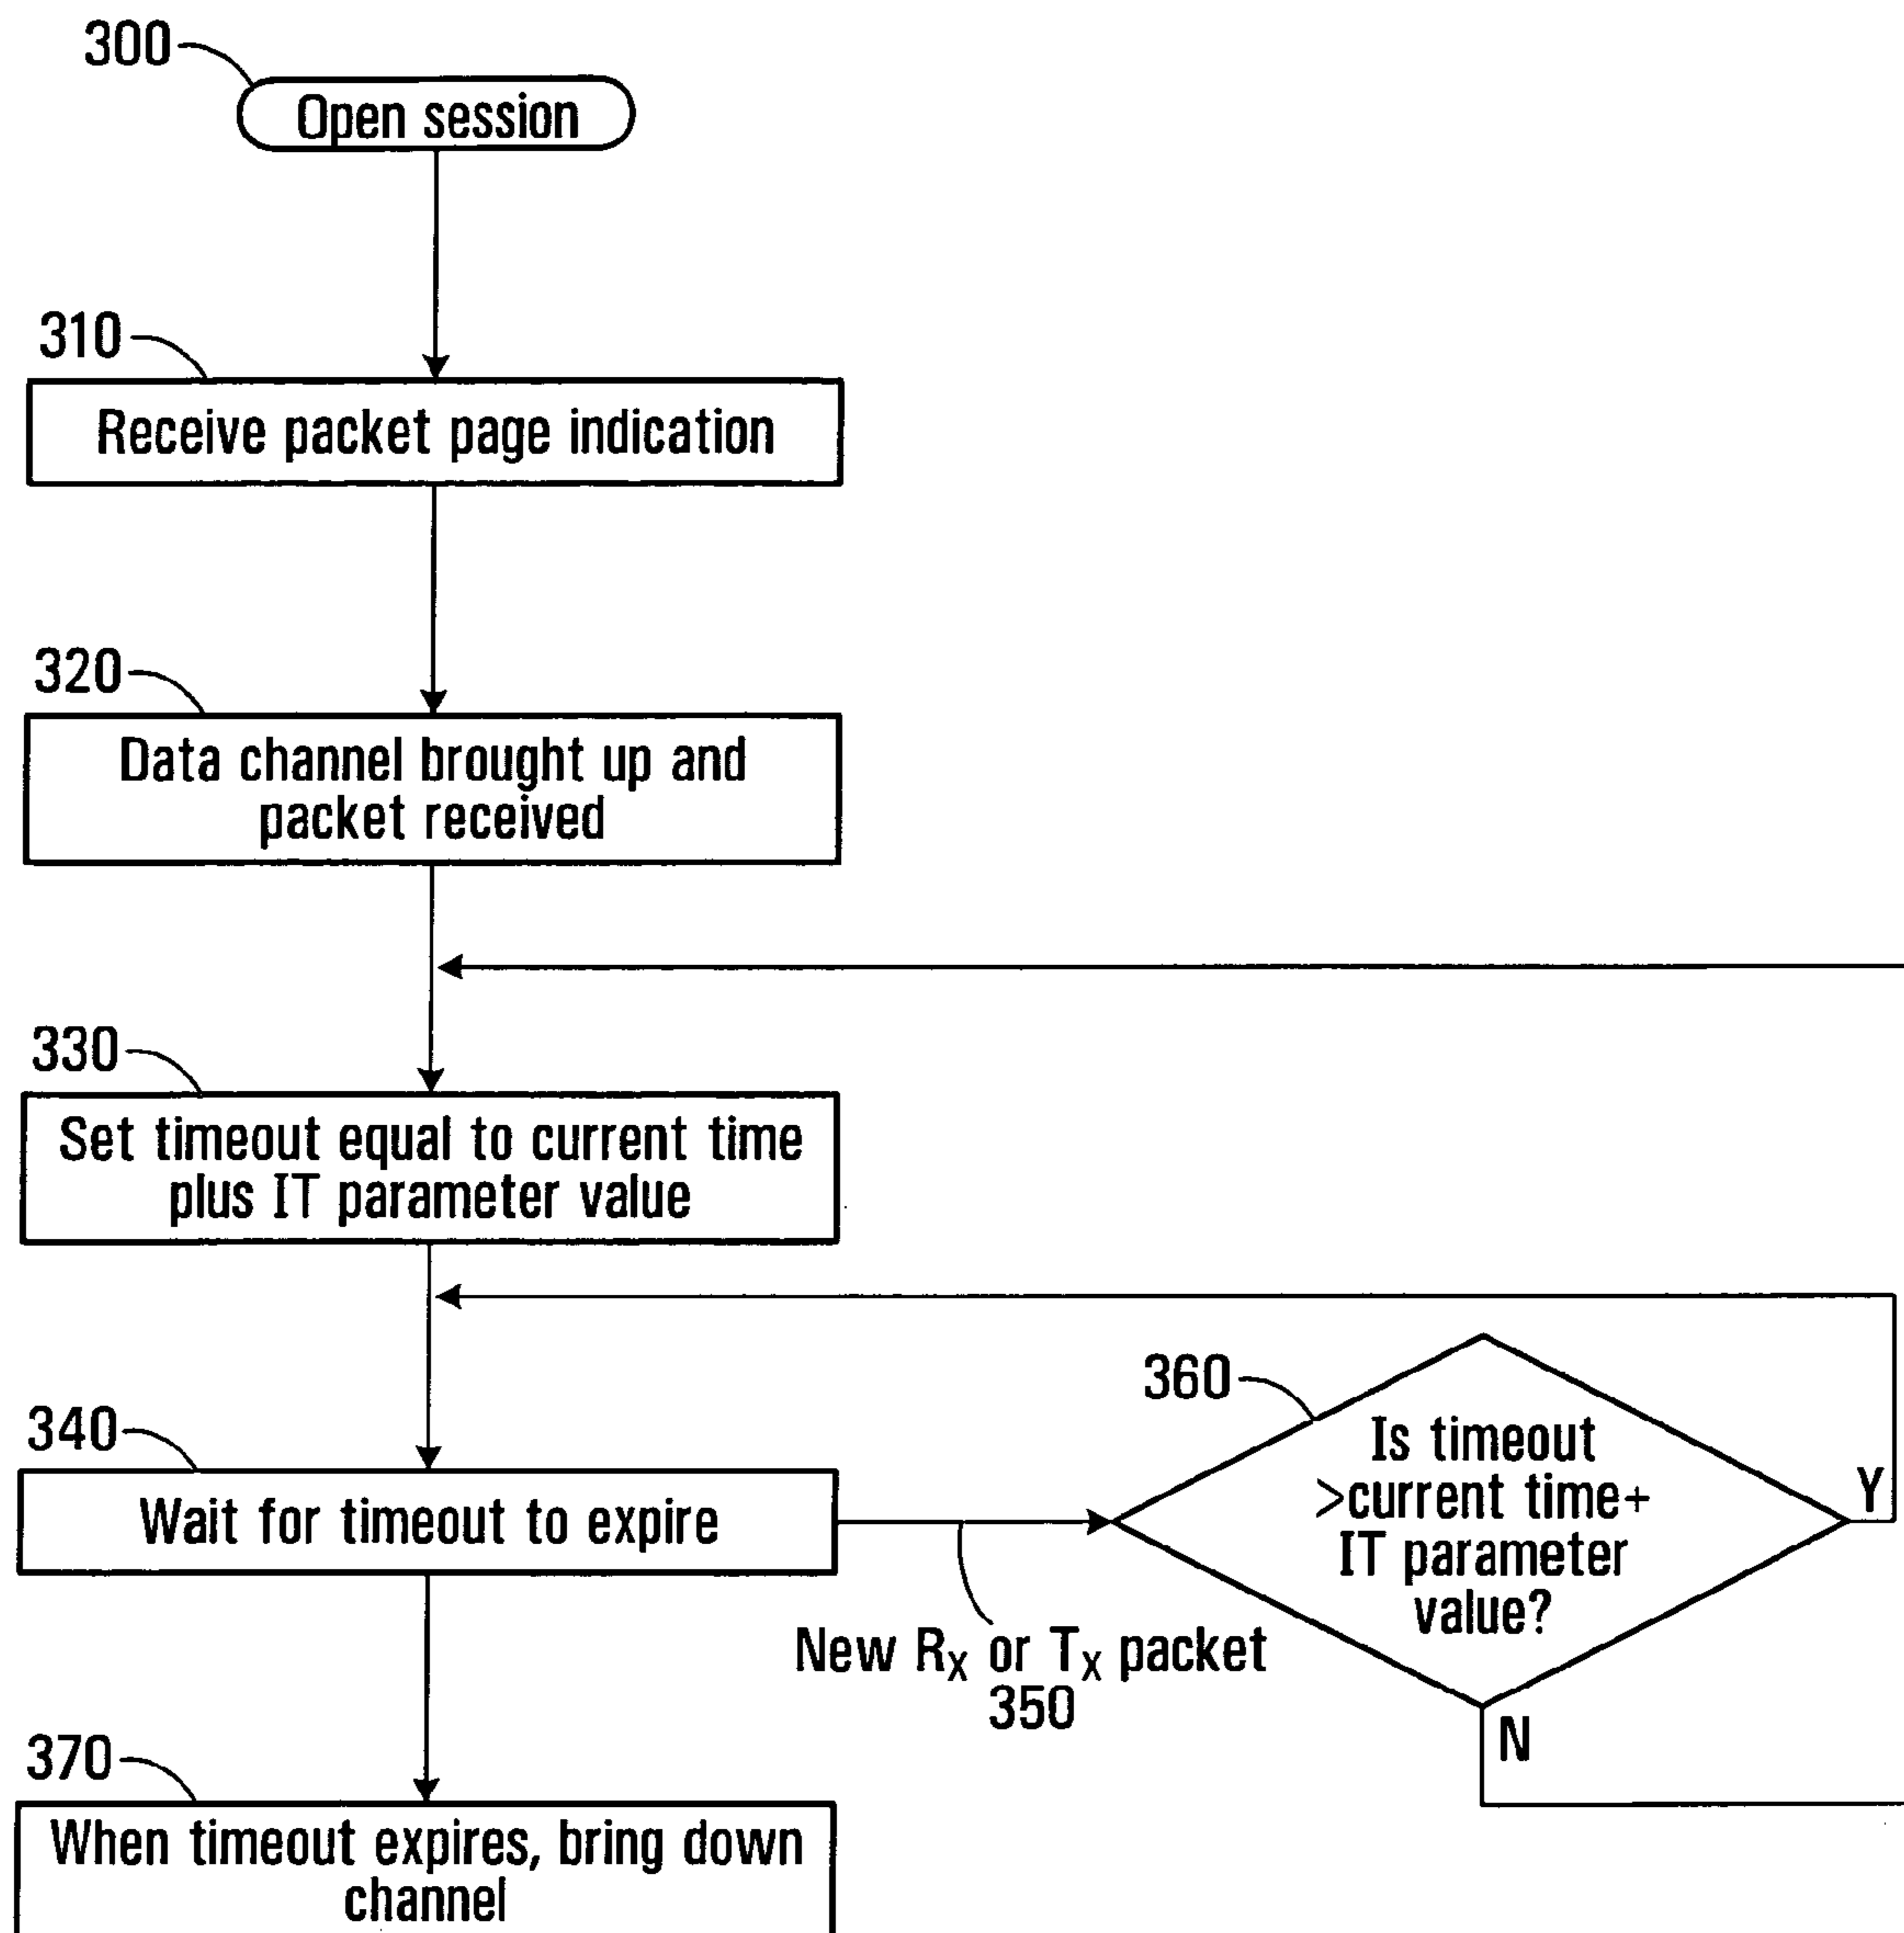 300
Open session
310
Receive packet page indication
320
Data channel brought up and
packet received
330
Set timeout equal to current time
plus IT parameter value
340
Wait for timeout to expire
360
Is timeout
>current time+
IT parameter
value?
Y
N
New Rx or Tx packet
350
370
When timeout expires, bring down
channel